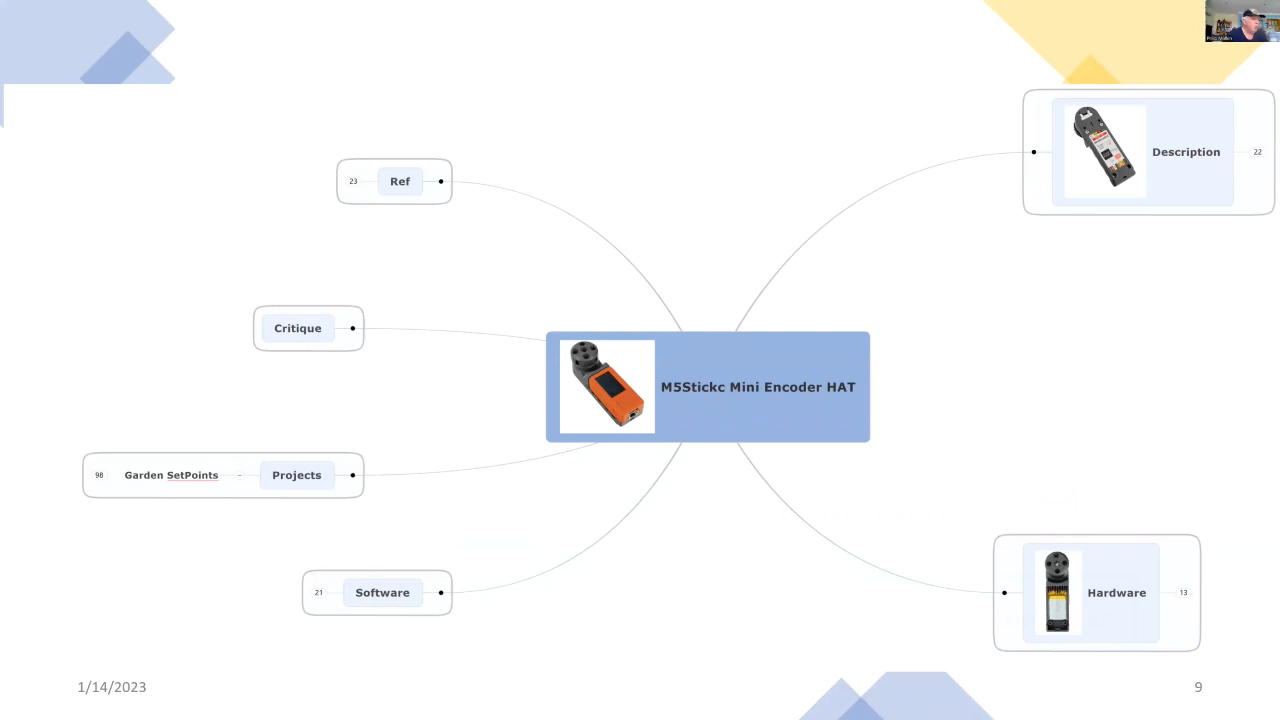 Description
22
23
Ref
Critique
M5Stickc Mini Encoder HAT
98
Garden SetPoints
Projects
21
Software
Hardware
13
1/14/2023
9